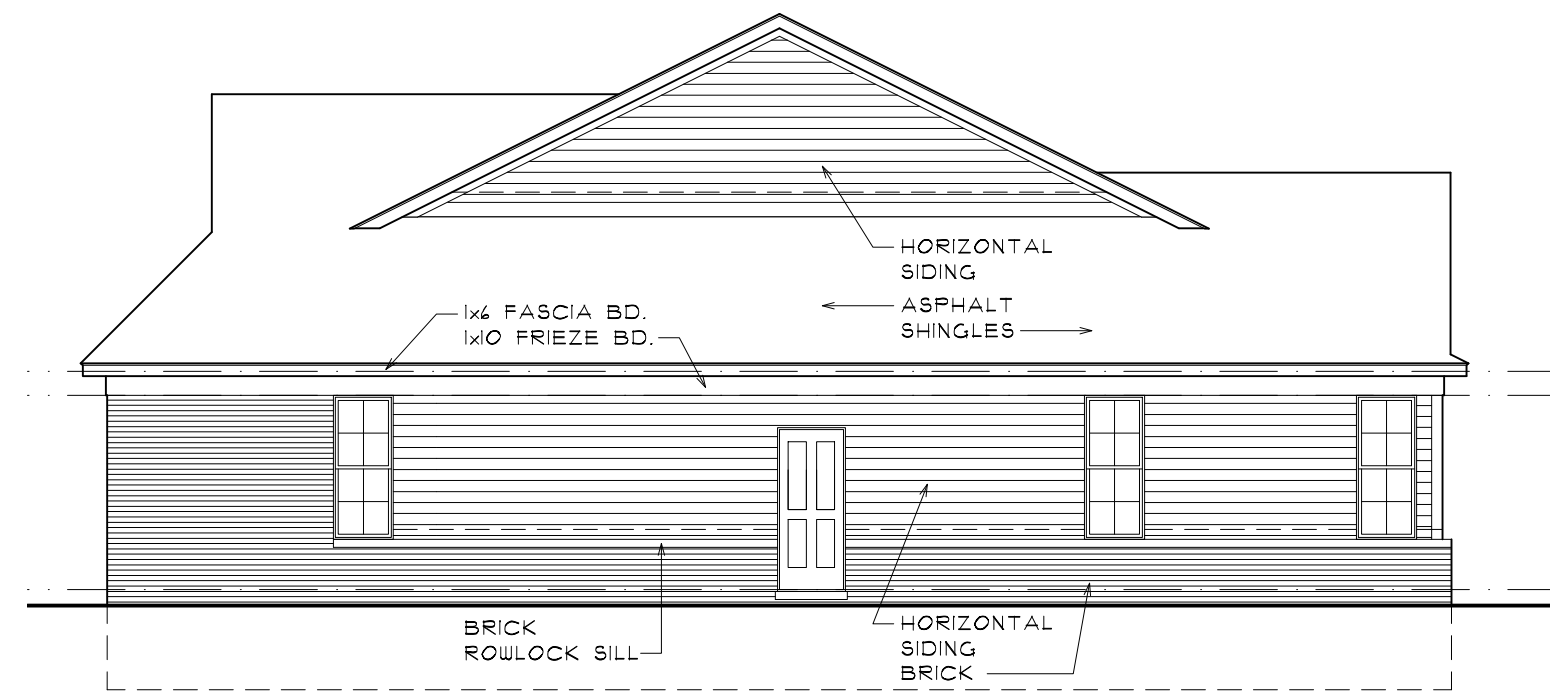 HORIZONTAL
SIDING
1x6 FASCIA BD.
1x10 FRIEZE BD.
ASPHALT
SHINGLES
BRICK
ROWLOCK SILL
HORIZONTAL
SIDING
BRICK